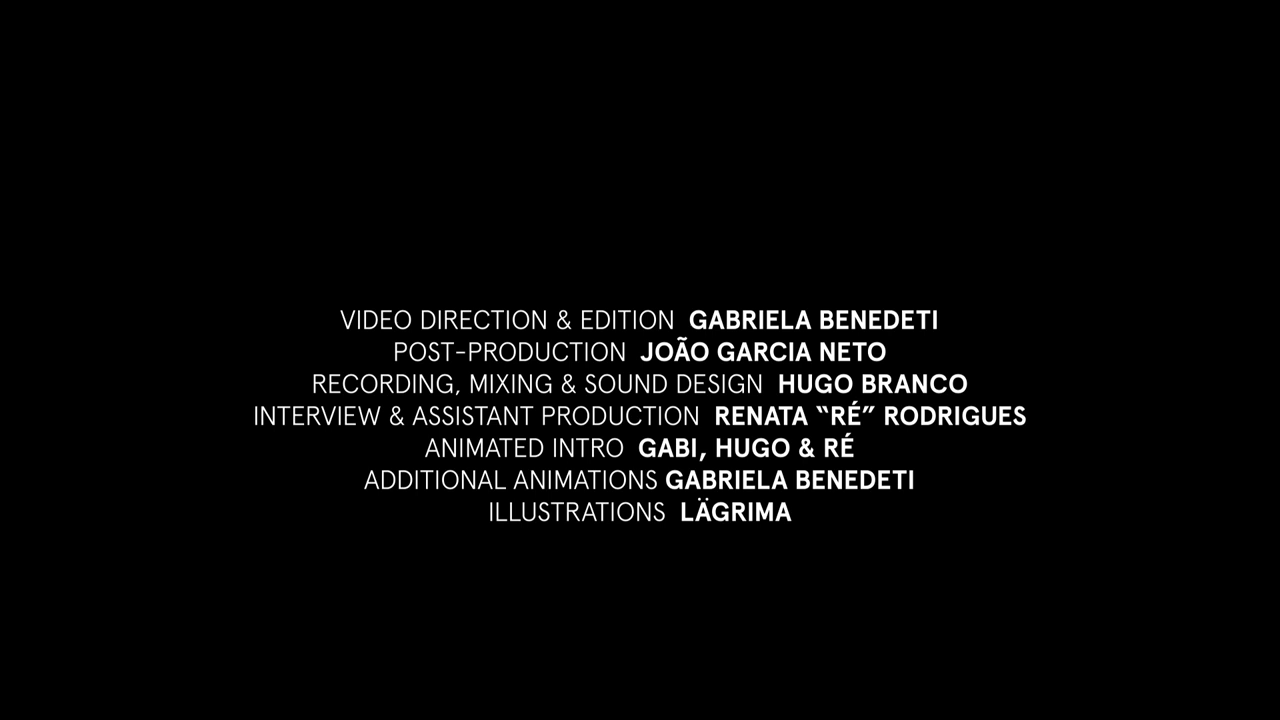 VIDEO DIRECTION & EDITION GABRIELA BENEDETI
POST-PRODUCTION JOÃO GARCIA NETO
RECORDING, MIXING & SOUND DESIGN HUGO BRANCO
INTERVIEW & ASSISTANT PRODUCTION RENATA “RÉ” RODRIGUES
ANIMATED INTRO GABI, HUGO & RÉ
ADDITIONAL ANIMATIONS GABRIELA BENEDETI
ILLUSTRATIONS LÄGRIMA